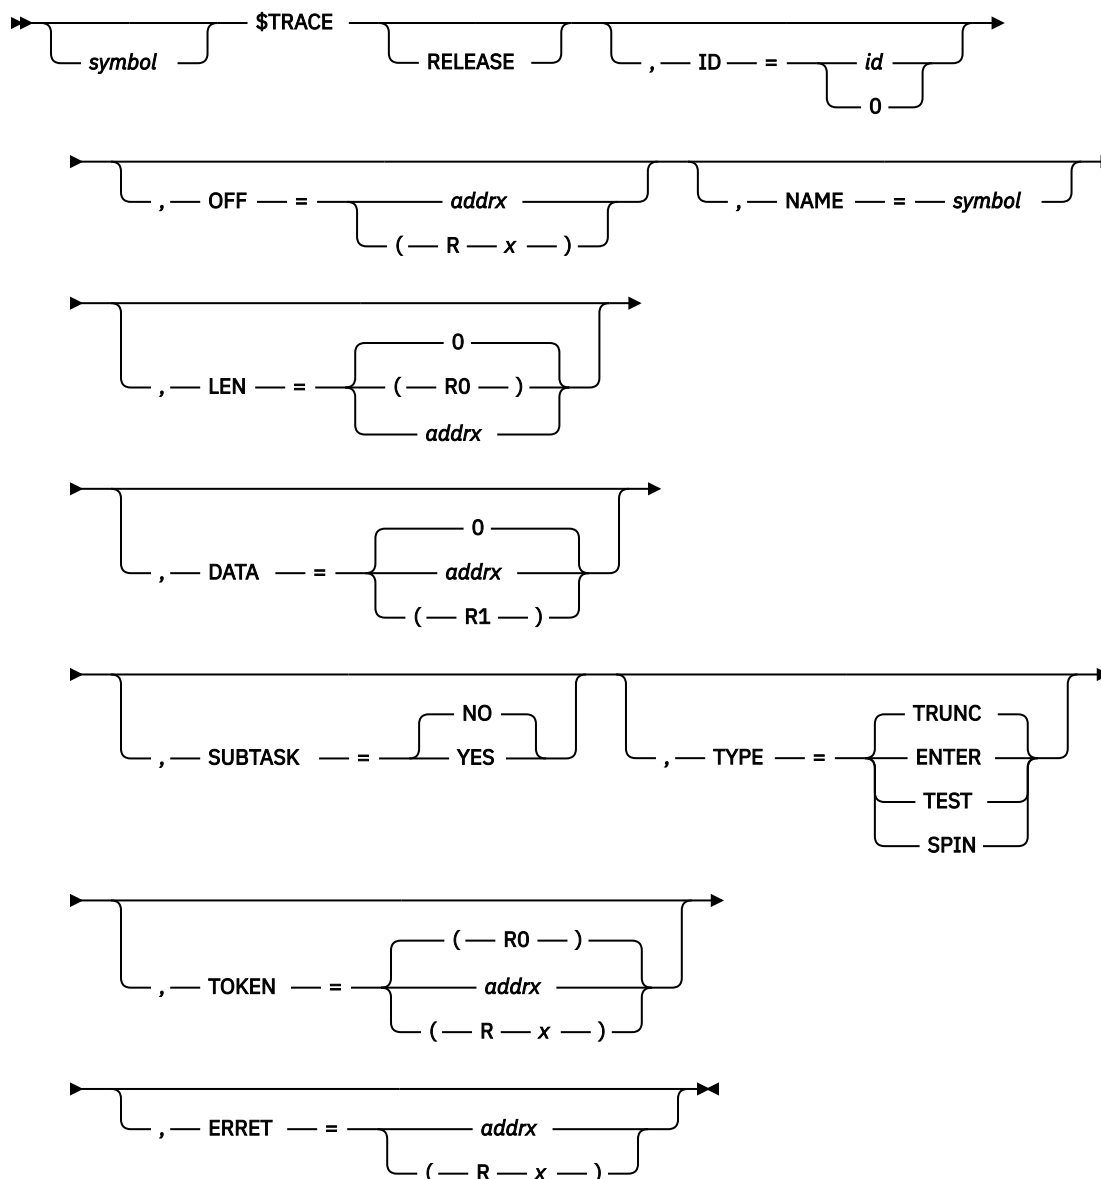 $TRACE
symbol RELEASE , ID = id
0
, OFF = addrx , NAME = symbol
( R x )
0
, LEN = ( R0 )
addrx
0
, DATA = addrx
( R1 )
NO TRUNC
, SUBTASK = YES , TYPE = ENTER
TEST
SPIN
( R0 )
, TOKEN = addrx
( R x )
, ERRET = addrx
( R x )